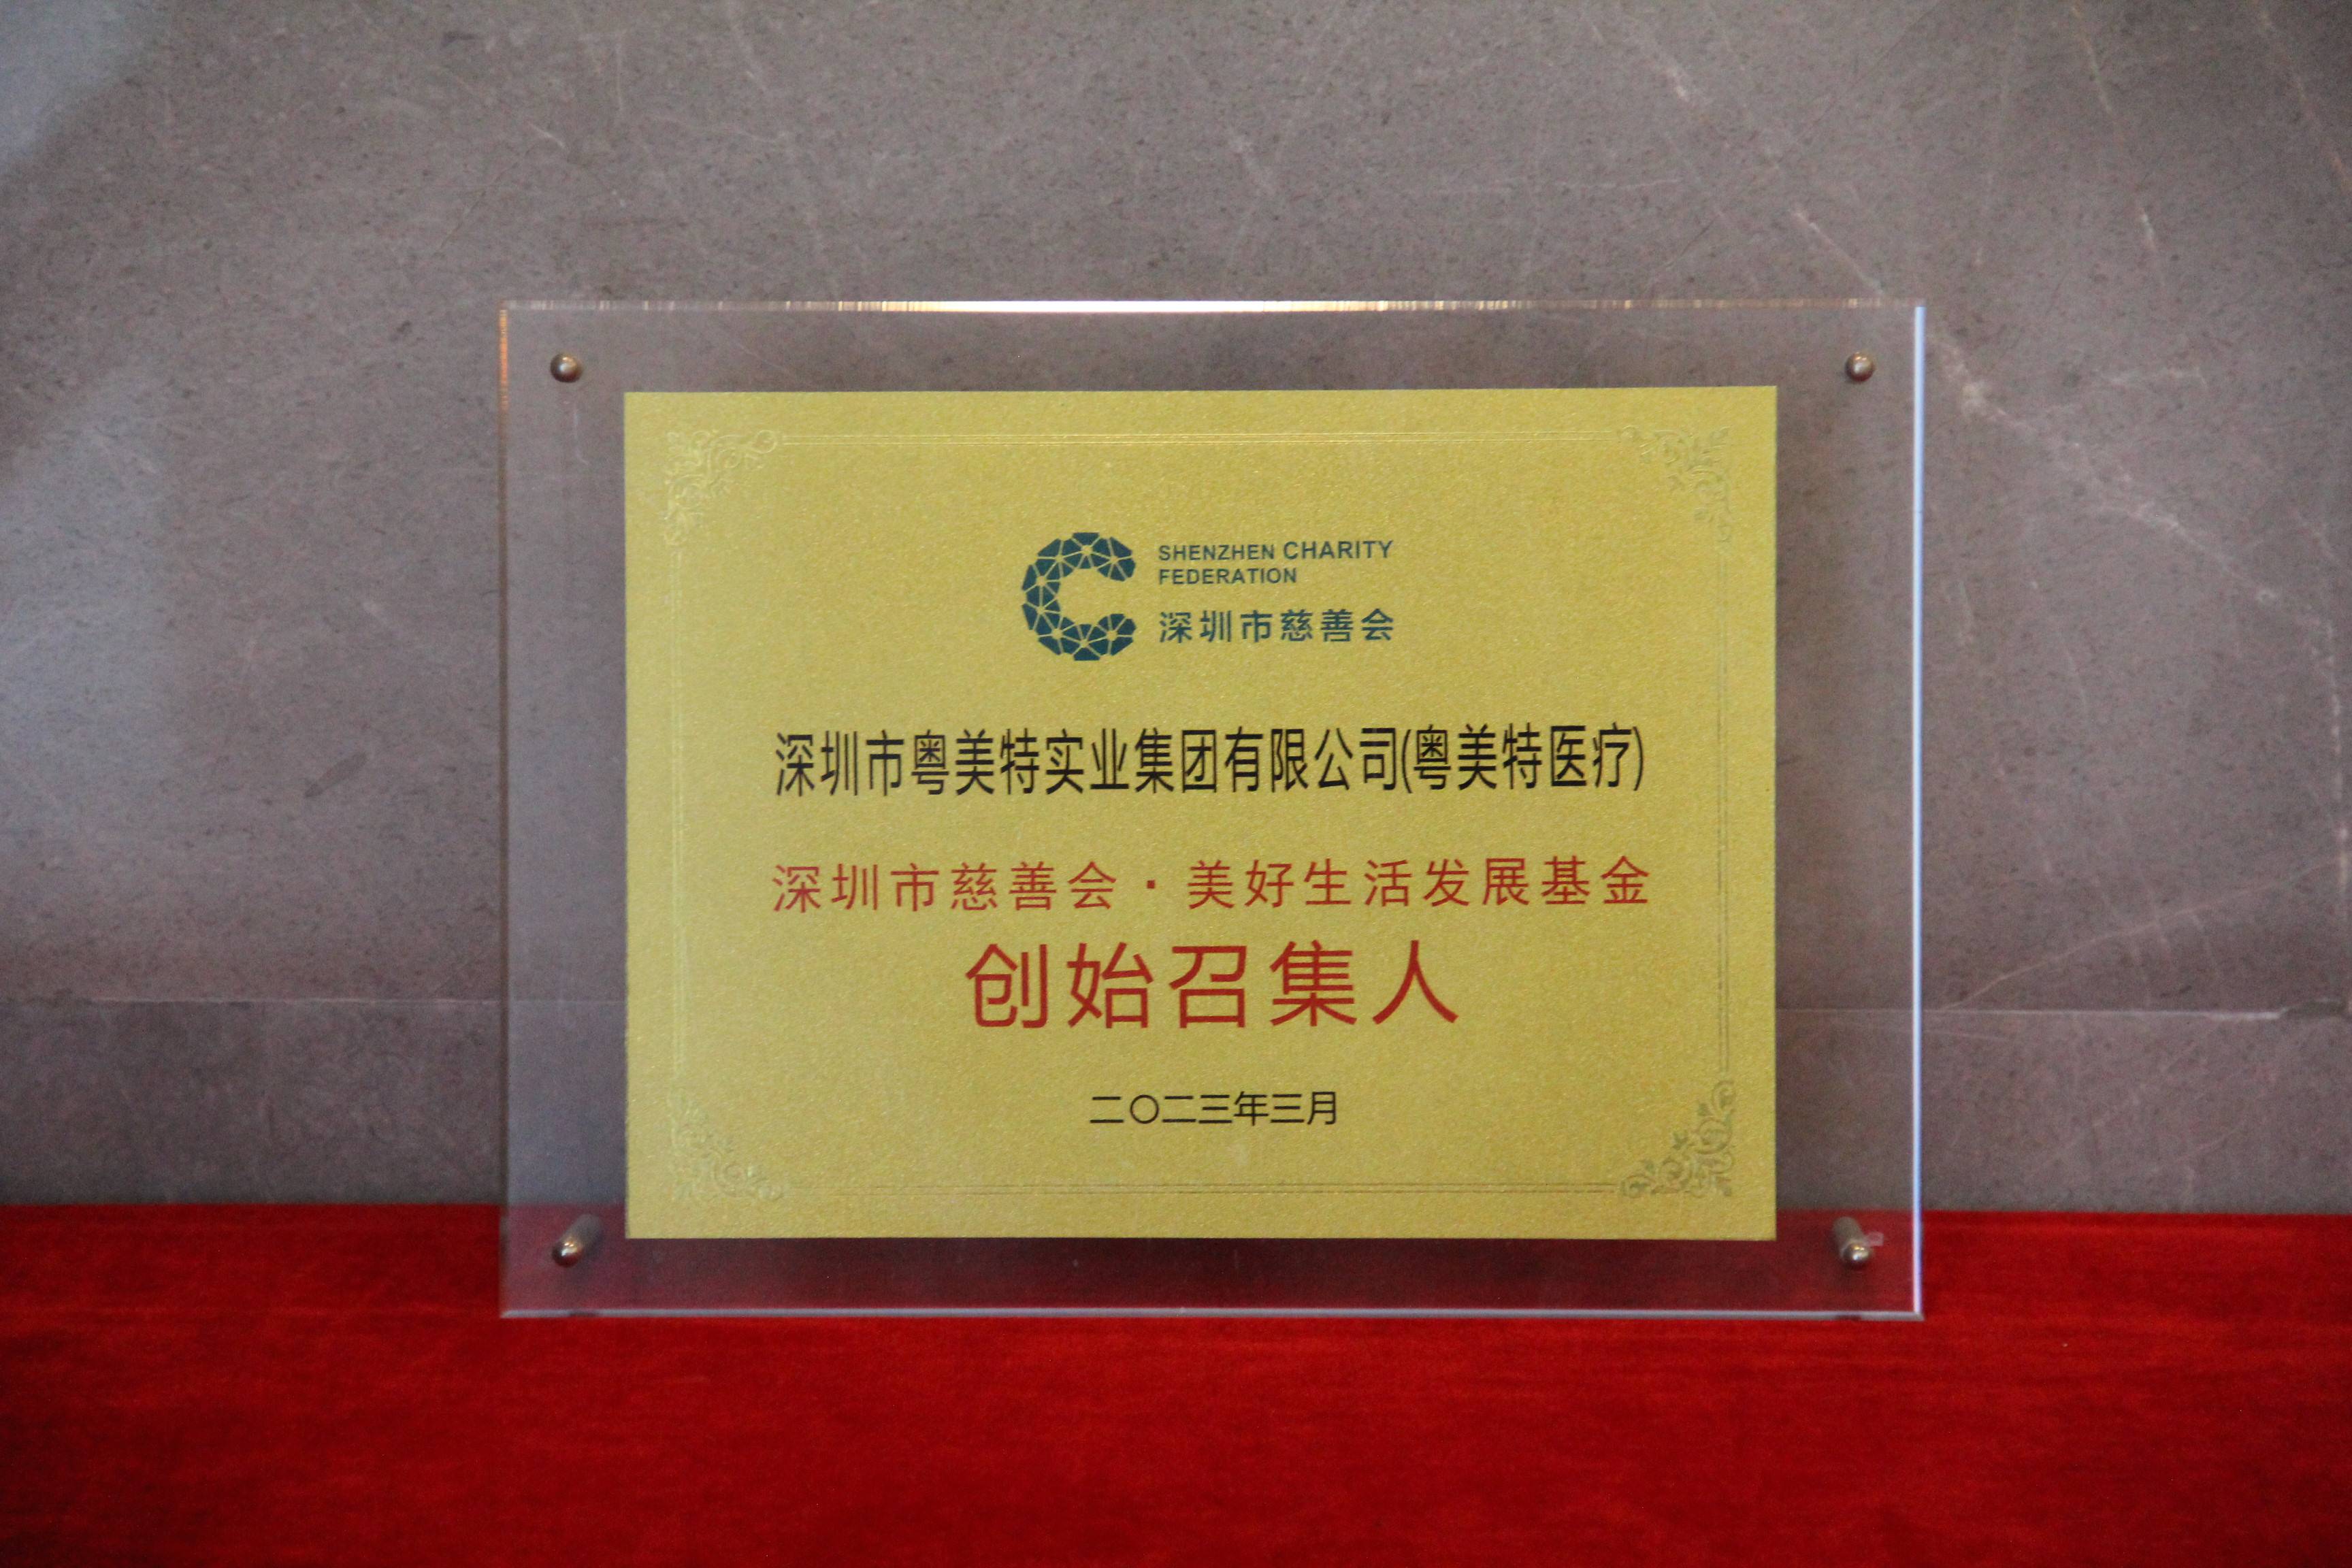 SHENZHEN CHARITY
FEDERATION
深圳市慈善会
深圳市粤美特实业集团有限公司(粤美特医疗)
深圳市慈善会·美好生活发展基金
创始召集人
二〇二三年三月